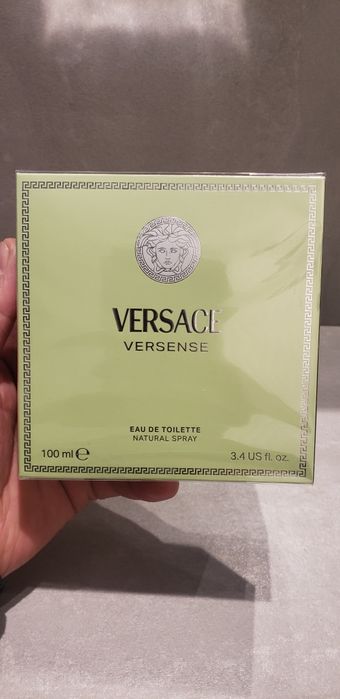 VERSACE
VERSENSE
EAU DE TOILETTE
NATURAL SPRAY
100 ml ℮ 3.4 US fl. oz.